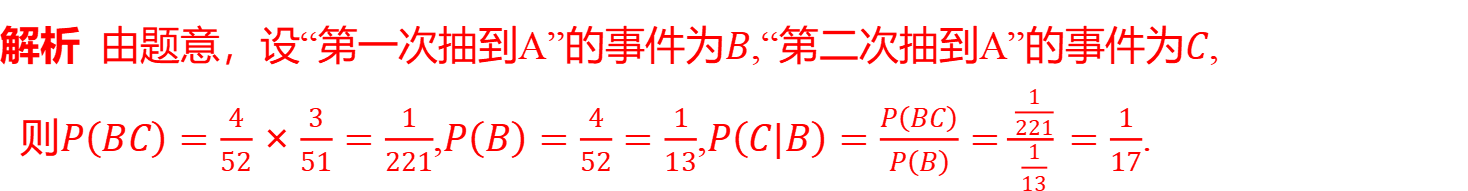 解析 由题意，设“第一次抽到A”的事件为B,“第二次抽到A”的事件为C,
则P(BC) = 4/52 × 3/51 = 1/221,P(B) = 4/52 = 1/13,P(C|B) = P(BC)/P(B) = (1/221)/(1/13) = 1/17.